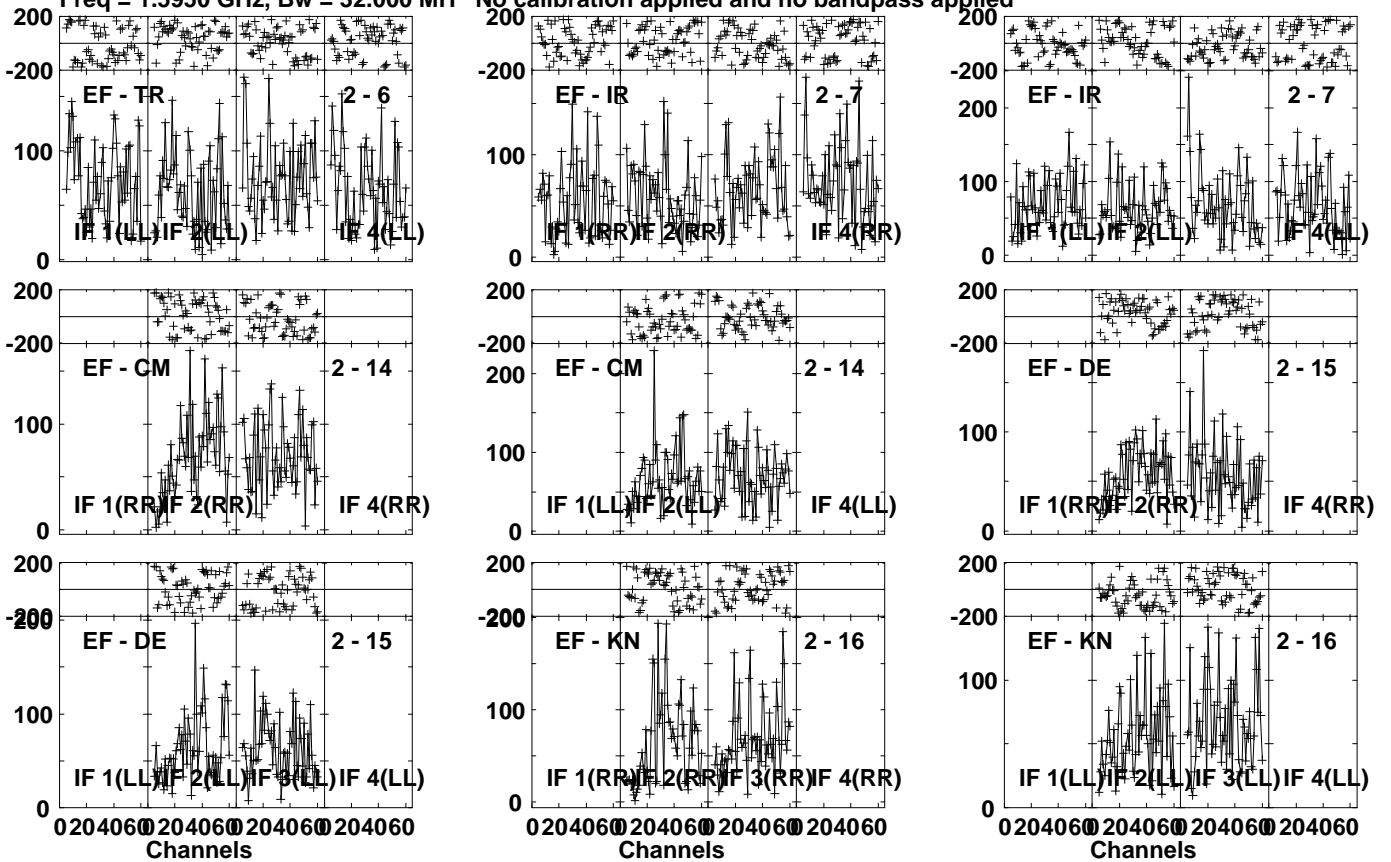 Freq = 1.5950 GHz, Bw = 32.000 MH No calibration applied and no bandpass applied
-200
EF - TR 2 - 6
100
IF 1(LL) IF 2(LL) IF 4(LL)
0
-200
EF - IR 2 - 7
100
IF 1(RR) IF 2(RR) IF 4(RR)
0
-200
200
EF - IR 2 - 7
100
IF 1(LL) IF 2(LL) IF 4(LL)
0
200
-200
EF - CM 2 - 14
100
IF 1(RR) IF 2(RR) IF 4(RR)
0
200
-200
200
EF - CM 2 - 14
100
IF 1(LL) IF 2(LL) IF 4(LL)
0
200
-200
EF - DE 2 - 15
100
IF 1(RR) IF 2(RR) IF 4(RR)
0
200
-200
200
EF - DE 2 - 15
100
IF 1(LL) IF 2(LL) IF 3(LL) IF 4(LL)
0
0 20 40 60 0 20 40 60 0 20 40 60 0 20 40 60
Channels
200
-200
200
EF - KN 2 - 16
100
IF 1(RR) IF 2(RR) IF 3(RR) IF 4(RR)
0
0 20 40 60 0 20 40 60 0 20 40 60 0 20 40 60
Channels
200
-200
EF - KN 2 - 16
100
IF 1(LL) IF 2(LL) IF 3(LL) IF 4(LL)
0
0 20 40 60 0 20 40 60 0 20 40 60 0 20 40 60
Channels